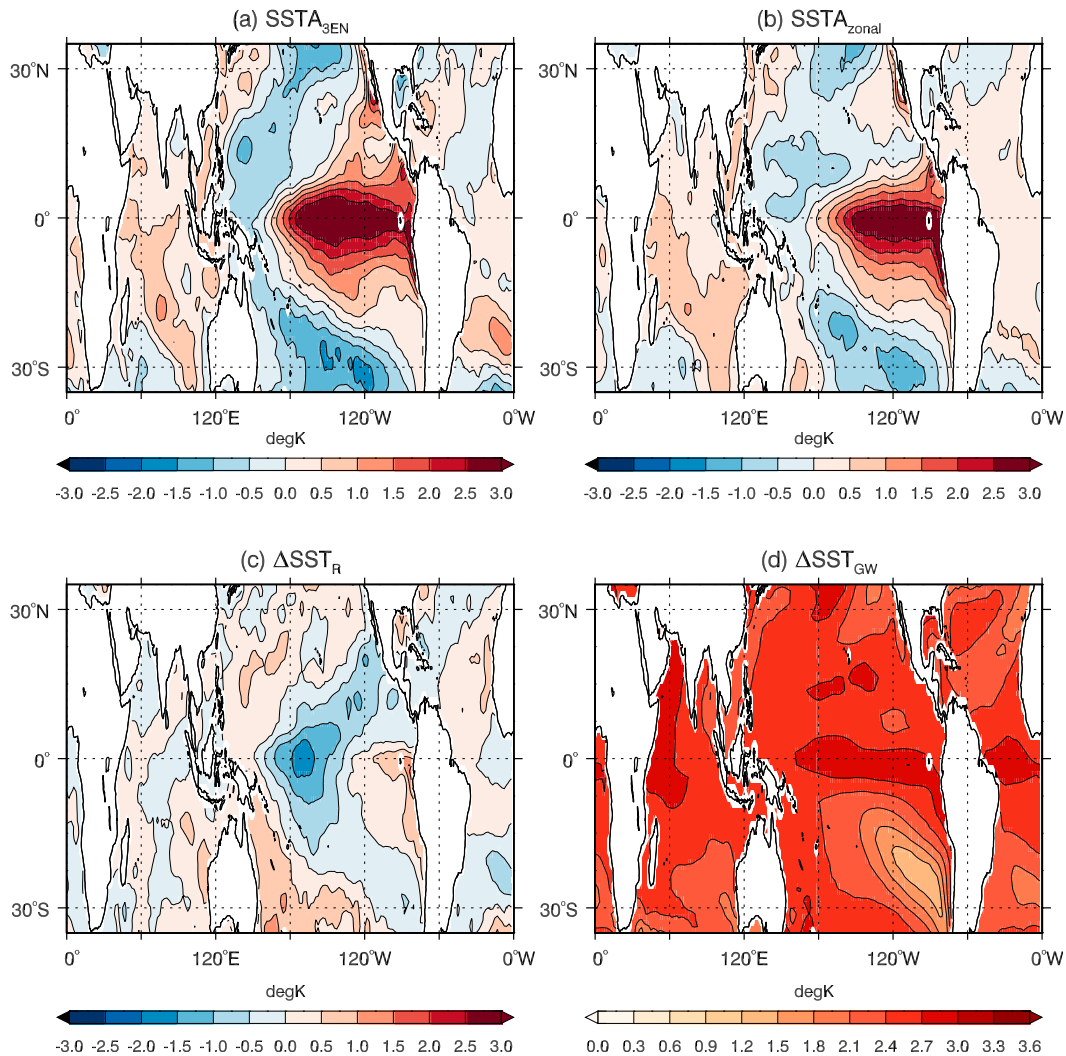 (a) SSTA3EN
(b) SSTAzonal
30°N 0° 30°S
30°N 0° 30°S
0° 120°E 120°W 0°W
0° 120°E 120°W 0°W
degK
degK
-3.0 -2.5 -2.0 -1.5 -1.0 -0.5 0.0 0.5 1.0 1.5 2.0 2.5 3.0
-3.0 -2.5 -2.0 -1.5 -1.0 -0.5 0.0 0.5 1.0 1.5 2.0 2.5 3.0
(c) ΔSSTR
(d) ΔSSTGW
30°N 0° 30°S
30°N 0° 30°S
0° 120°E 120°W 0°W
0° 120°E 120°W 0°W
degK
degK
-3.0 -2.5 -2.0 -1.5 -1.0 -0.5 0.0 0.5 1.0 1.5 2.0 2.5 3.0
0.0 0.3 0.6 0.9 1.2 1.5 1.8 2.1 2.4 2.7 3.0 3.3 3.6